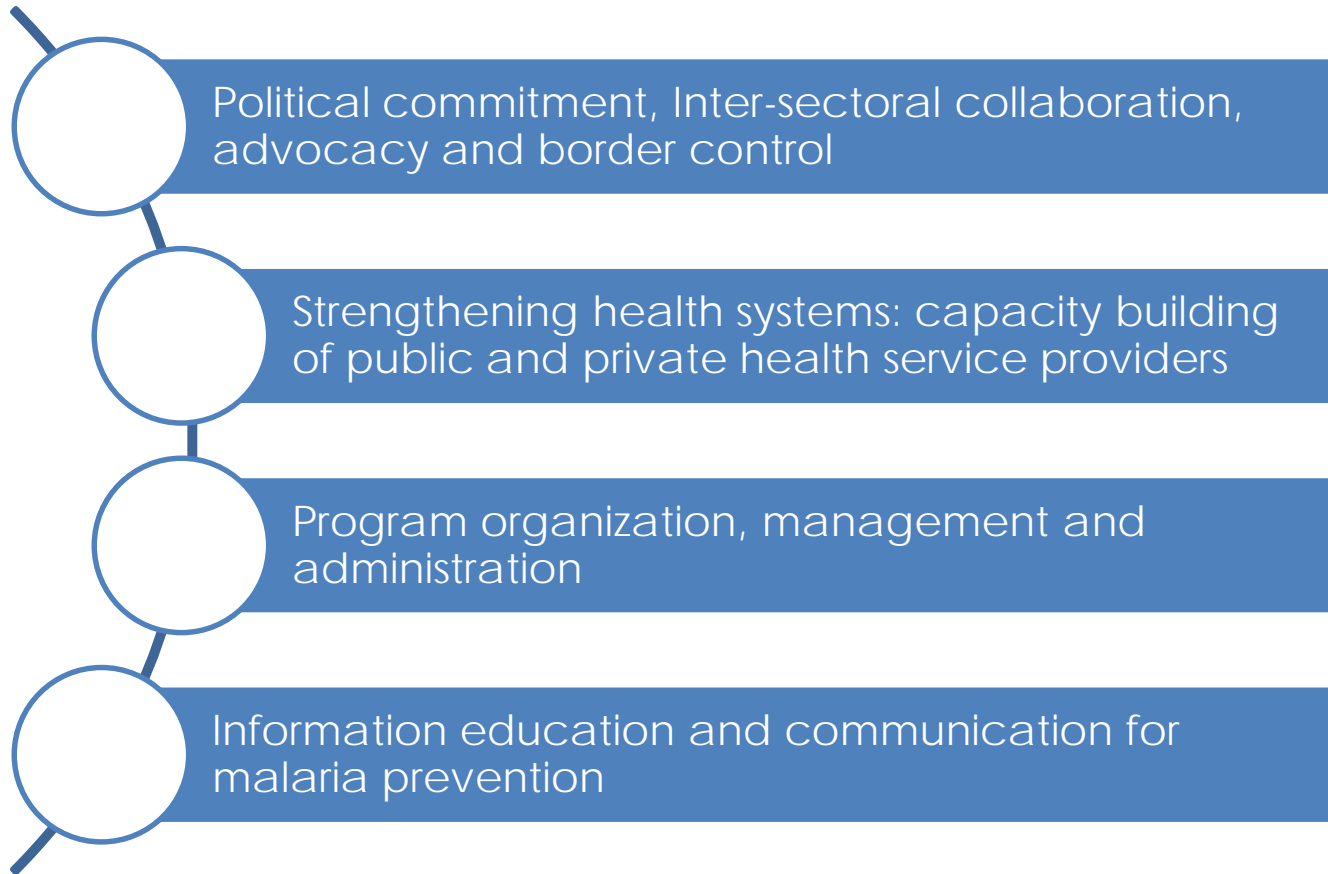 Political commitment, Inter-sectoral collaboration,
advocacy and border control
Strengthening health systems: capacity building
of public and private health service providers
Program organization, management and
administration
Information education and communication for
malaria prevention